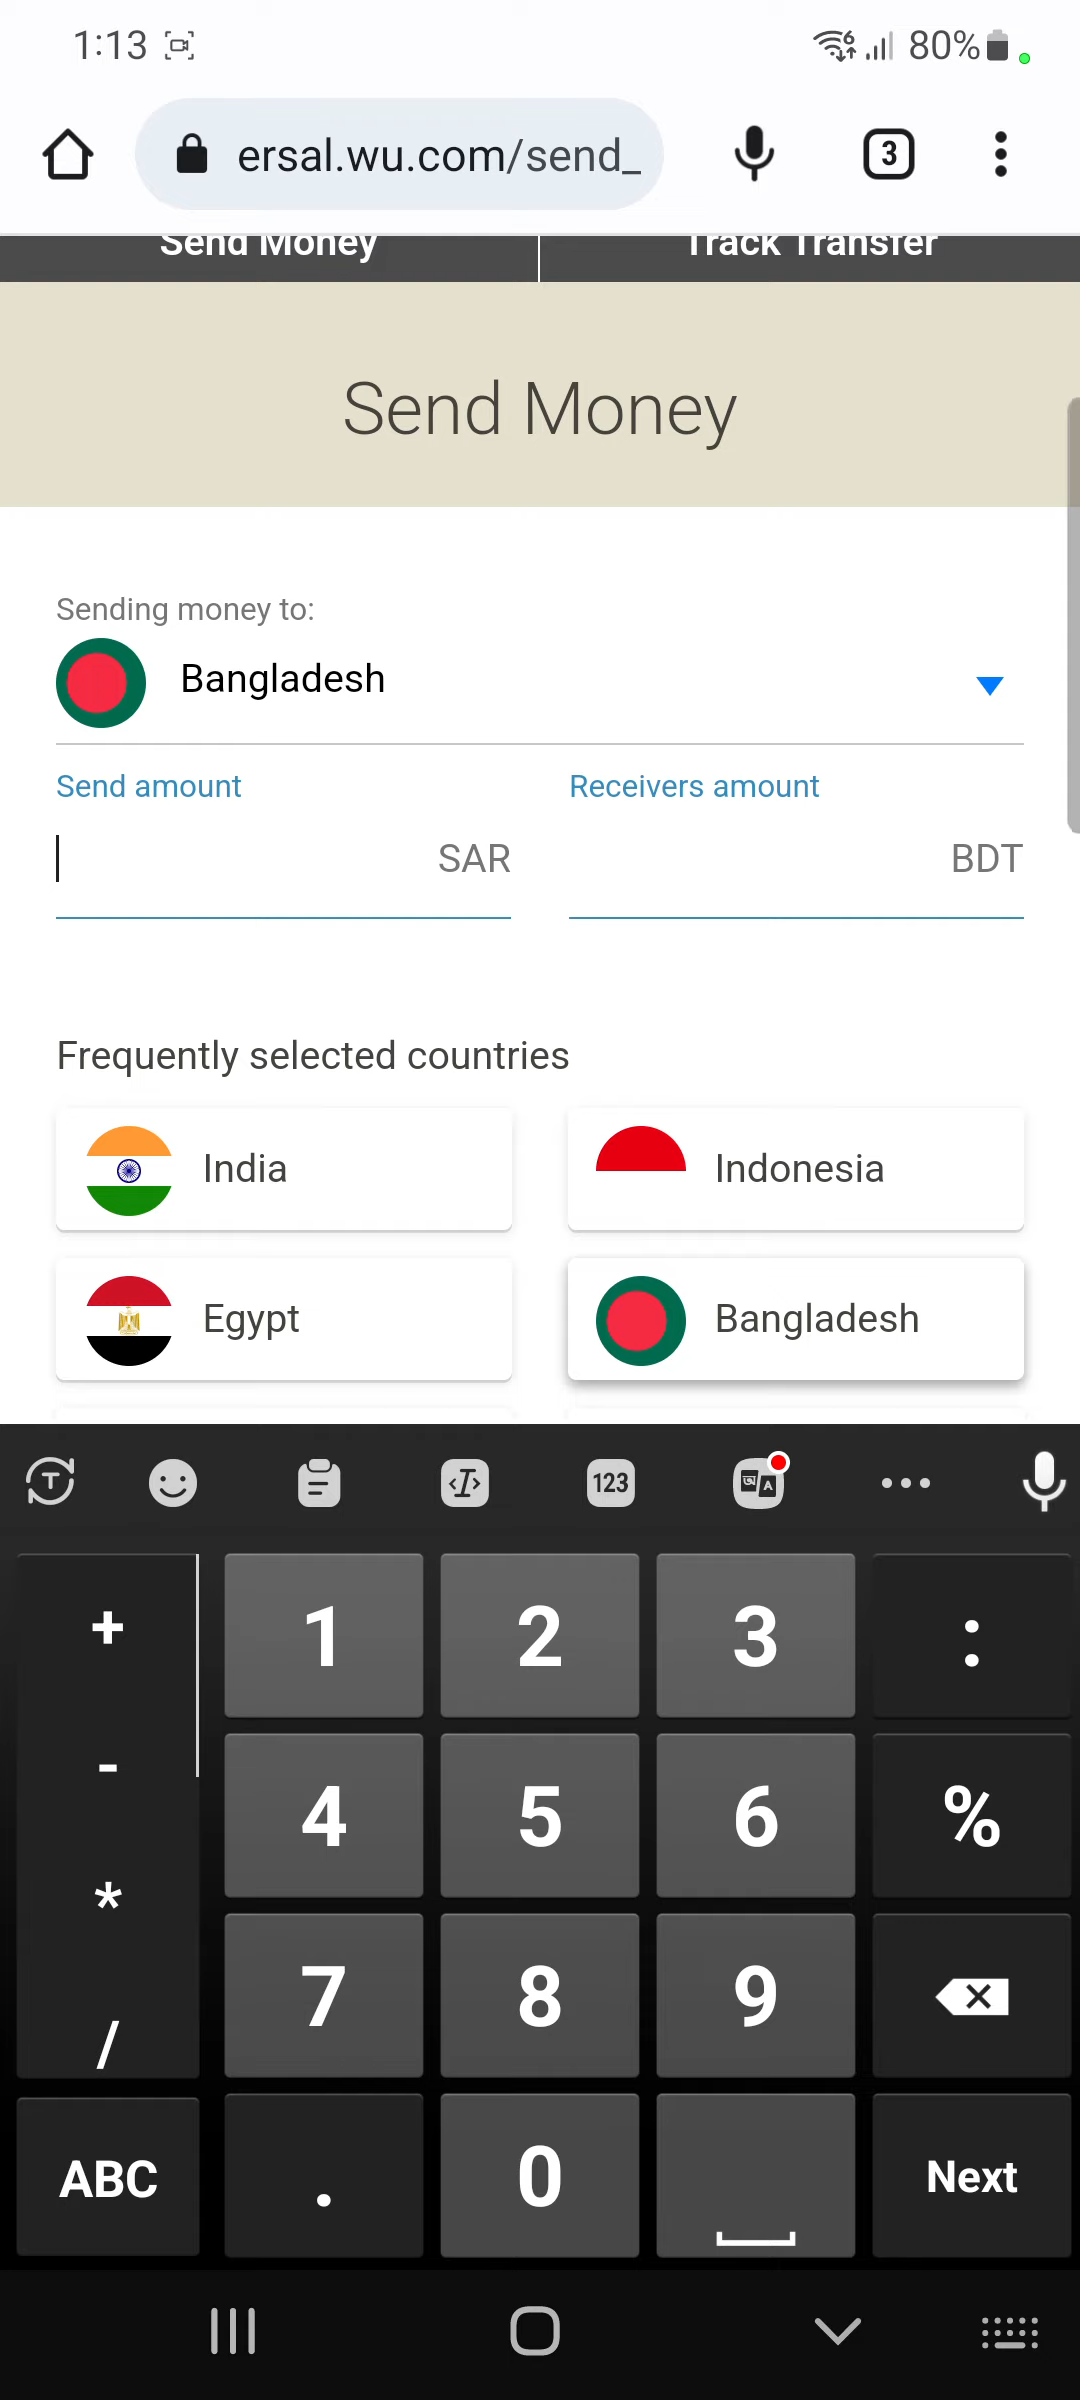 1:13
80%
ersal.wu.com/send_
3
Send Money
Track Transfer
Send Money
Sending money to:
Bangladesh
Send amount
Receivers amount
SAR
BDT
Frequently selected countries
India
Indonesia
Egypt
Bangladesh
T
T
123
A
+
1
2
3
:
-
4
5
6
%
*
7
8
9
/
ABC
.
0
Next